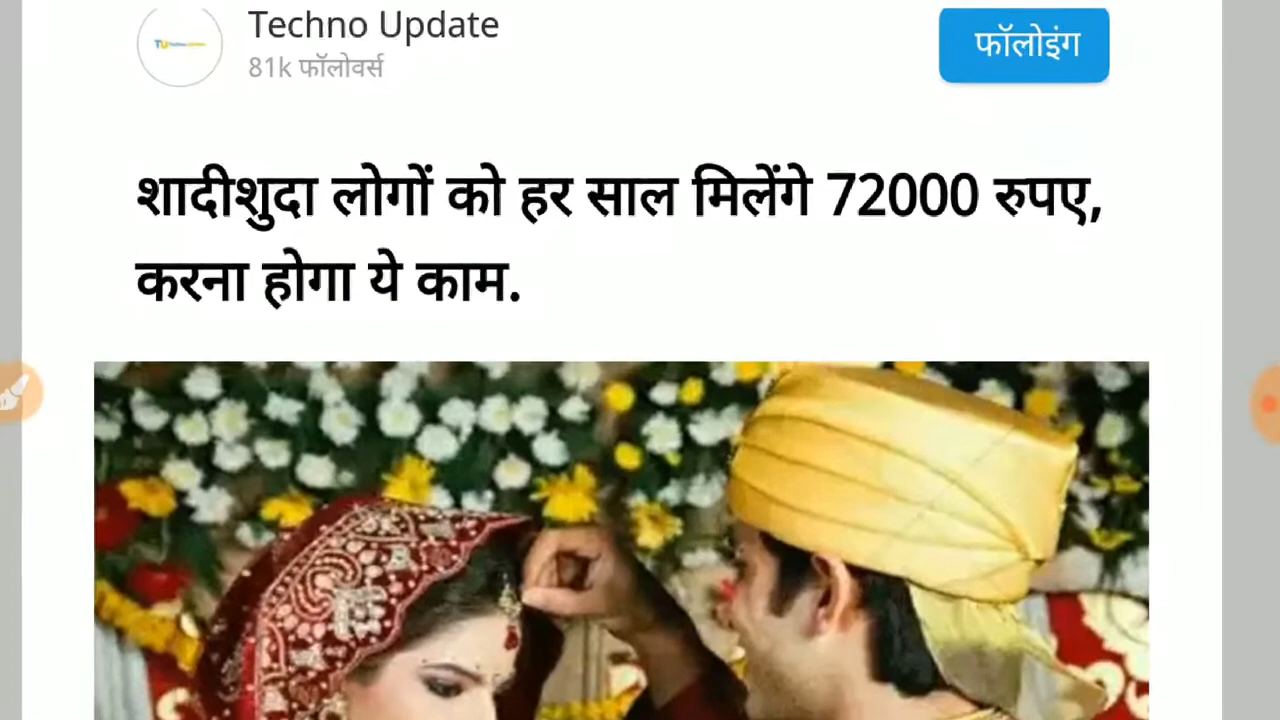 Techno Update
81k फॉलोवर्स
फॉलोइंग
शादीशुदा लोगों को हर साल मिलेंगे 72000 रुपए,
करना होगा ये काम.